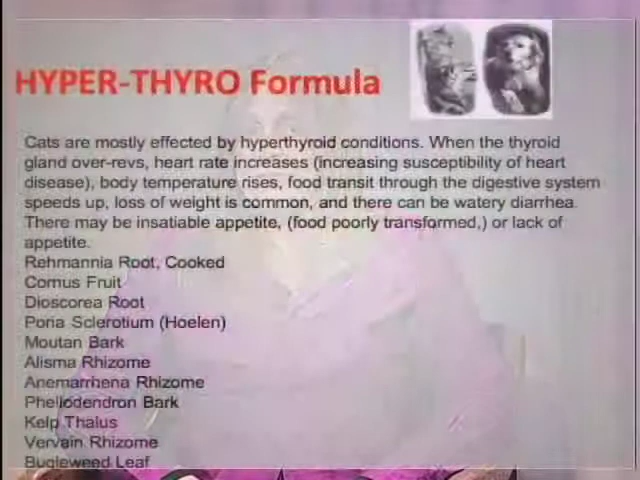 HYPER-THYRO Formula
Cats are mostly effected by hyperthyroid conditions. When the thyroid
gland over-revs, heart rate increases (increasing susceptibility of heart
disease), body temperature rises, food transit through the digestive system
speeds up, loss of weight is common, and there can be watery diarrhea.
There may be insatiable appetite, (food poorly transformed,) or lack of
appetite.
Rehmannia Root, Cooked
Cornus Fruit
Dioscorea Root
Poria Sclerotium (Hoelen)
Moutan Bark
Alisma Rhizome
Anemarrhena Rhizome
Phellodendron Bark
Kelp Thalus
Vervain Rhizome
Bugleweed Leaf